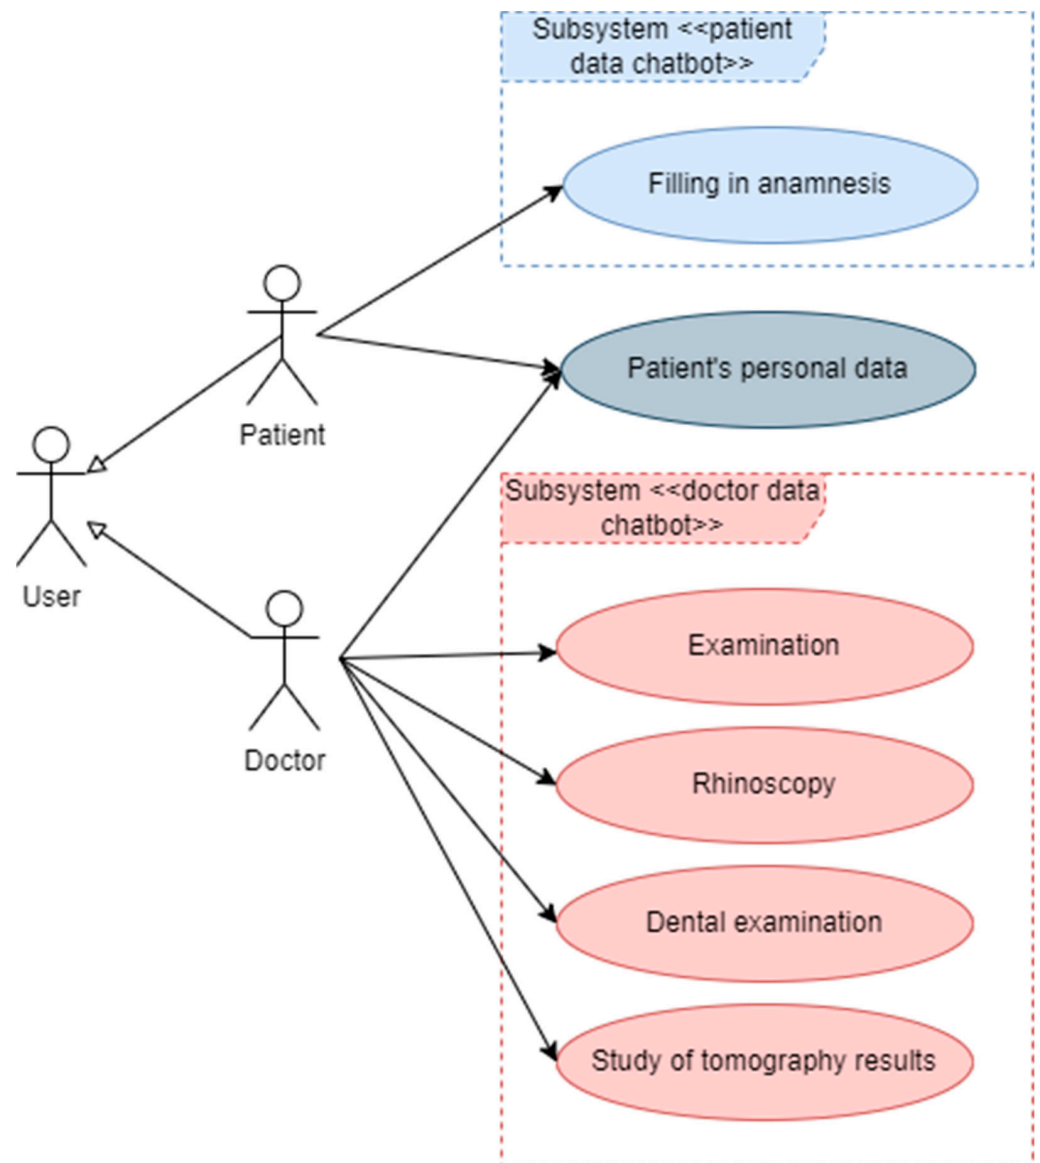 Subsystem <<patient
data chatbot>>
Filling in anamnesis
Patient's personal data
Patient
User
Subsystem <<doctor data
chatbot>>
Doctor
Examination
Rhinoscopy
Dental examination
Study of tomography results